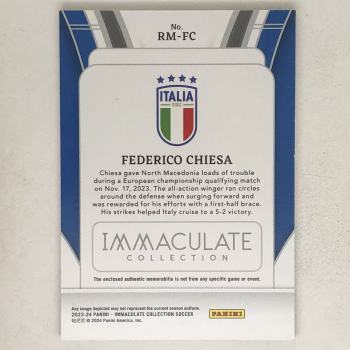 No.
RM-FC
ITALIA
FIGC
FEDERICO CHIESA
Chiesa gave North Macedonia loads of trouble
during a European championship qualifying match
on Nov. 17, 2023. The all-action winger ran circles
around the defense when surging forward and
was rewarded for his efforts with a first-half brace.
His strikes helped Italy cruise to a 5-2 victory.
IMMACULATE
COLLECTION
The enclosed authentic memorabilia is not from any specific game or event.
Any image depicted may not represent the current season uniform.
2023-24 PANINI – IMMACULATE COLLECTION SOCCER
帕尼尼 © 2024 Panini America, Inc.
PANINI